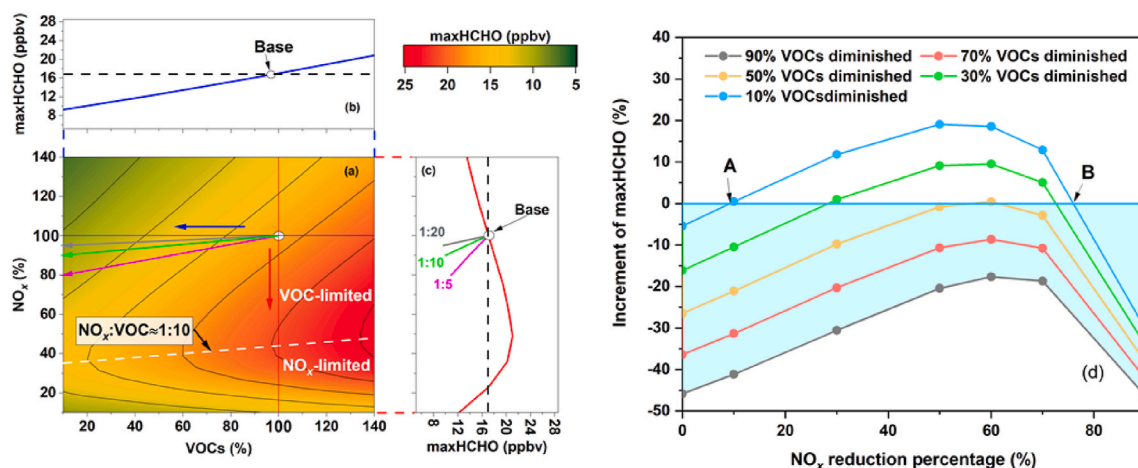 maxHCHO (ppbv)
28
24
20
16
12
8
Base
(b)
maxHCHO (ppbv)
25 20 15 10 5
NOx (%)
140
120
100
80
60
40
20
(a)
VOC-limited
NOx:VOC≈1:10
NOx-limited
20 40 60 80 100 120 140
VOCs (%)
(c)
Base
1:20
1:10
1:5
8 12 16 20 24 28
maxHCHO (ppbv)
Increment of maxHCHO (%)
40
30
20
10
0
-10
-20
-30
-40
-50
90% VOCs diminished 70% VOCs diminished
50% VOCs diminished 30% VOCs diminished
10% VOCsdiminished
A
B
(d)
0 20 40 60 80
NOx reduction percentage (%)